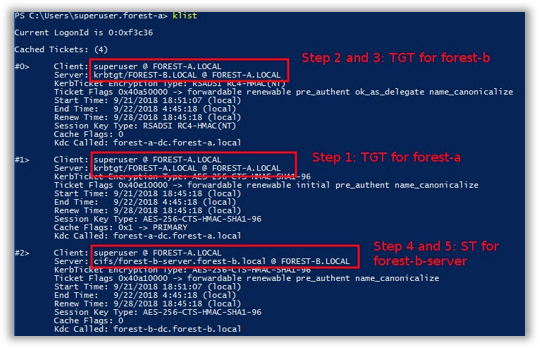 PS C:\Users\superuser.forest-a> klist
Current LogonId is 0:0xf3c36
Cached Tickets: (4)
#0> Client: superuser @ FOREST-A.LOCAL
Server: krbtgt/FOREST-B.LOCAL @ FOREST-A.LOCAL
KerbTicket Encryption Type: RSADSI RC4-HMAC(NT)
Ticket Flags 0x40a50000 -> forwardable renewable pre_authent ok_as_delegate name_canonicalize
Start Time: 9/21/2018 18:51:07 (local)
End Time: 9/22/2018 4:45:18 (local)
Renew Time: 9/28/2018 18:45:18 (local)
Session Key Type: RSADSI RC4-HMAC(NT)
Cache Flags: 0
Kdc Called: forest-a-dc.forest-a.local
Step 2 and 3: TGT for forest-b
#1> Client: superuser @ FOREST-A.LOCAL
Server: krbtgt/FOREST-A.LOCAL @ FOREST-A.LOCAL
KerbTicket Encryption Type: AES-256-CTS-HMAC-SHA1-96
Ticket Flags 0x40e10000 -> forwardable renewable initial pre_authent name_canonicalize
Start Time: 9/21/2018 18:45:18 (local)
End Time: 9/22/2018 4:45:18 (local)
Renew Time: 9/28/2018 18:45:18 (local)
Session Key Type: AES-256-CTS-HMAC-SHA1-96
Cache Flags: 0x1 -> PRIMARY
Kdc Called: forest-a-dc.forest-a.local
Step 1: TGT for forest-a
#2> Client: superuser @ FOREST-A.LOCAL
Server: cifs/forest-b-server.forest-b.local @ FOREST-B.LOCAL
KerbTicket Encryption Type: AES-256-CTS-HMAC-SHA1-96
Ticket Flags 0x40a10000 -> forwardable renewable pre_authent name_canonicalize
Start Time: 9/21/2018 18:51:07 (local)
End Time: 9/22/2018 4:45:18 (local)
Renew Time: 9/28/2018 18:45:18 (local)
Session Key Type: AES-256-CTS-HMAC-SHA1-96
Cache Flags: 0
Kdc Called: forest-b-dc.forest-b.local
Step 4 and 5: ST for
forest-b-server